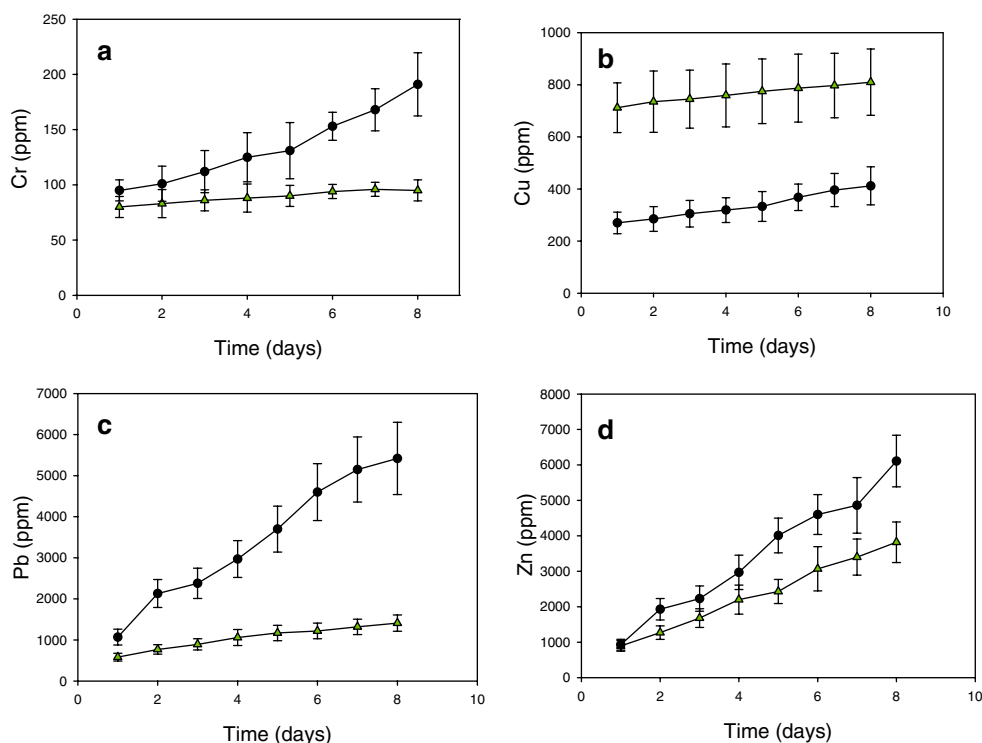 a
250
200
150
100
50
0
Cr (ppm)
0 2 4 6 8
Time (days)
b
1000
800
600
400
200
0
Cu (ppm)
0 2 4 6 8 10
Time (days)
c
7000
6000
5000
4000
3000
2000
1000
0
Pb (ppm)
0 2 4 6 8 10
Time (days)
d
8000
7000
6000
5000
4000
3000
2000
1000
0
Zn (ppm)
0 2 4 6 8 10
Time (days)